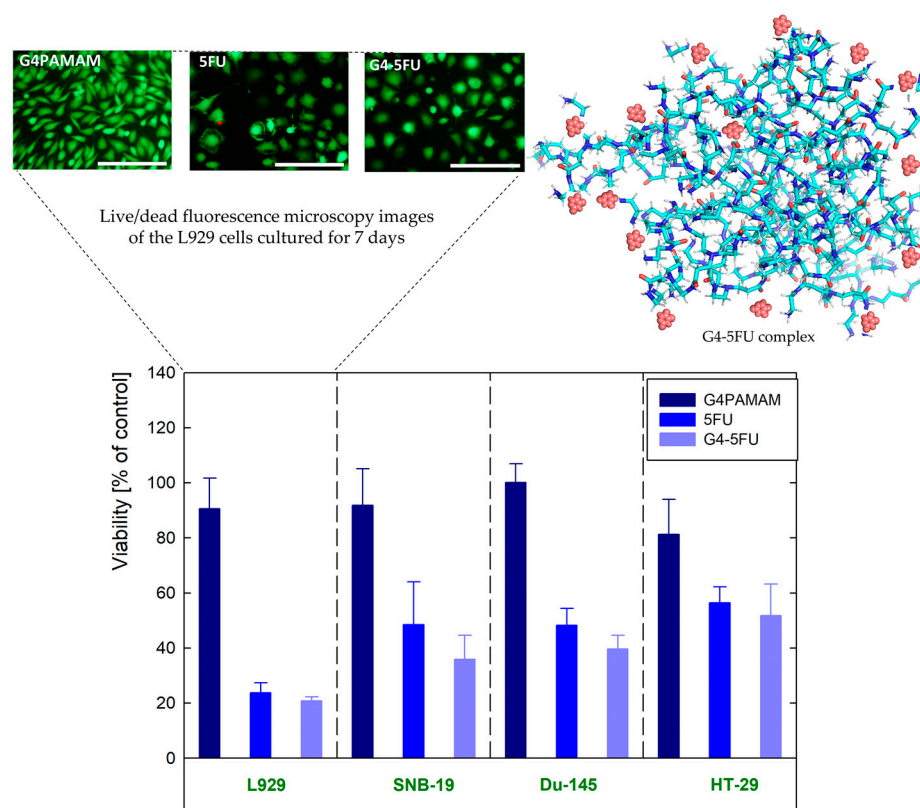 G4PAMAM
5FU
G4-5FU
Live/dead fluorescence microscopy images
of the L929 cells cultured for 7 days
G4-5FU complex
Viability [% of control]
140
120
100
80
60
40
20
0
G4PAMAM
5FU
G4-5FU
L929
SNB-19
Du-145
HT-29